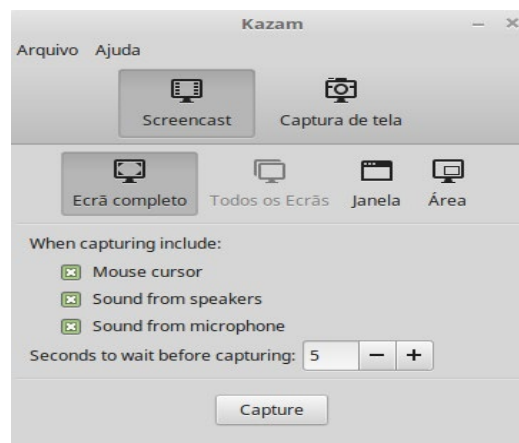 Kazam
Arquivo Ajuda
Screencast Captura de tela
Ecrã completo Todos os Ecrãs Janela Área
When capturing include:
Mouse cursor
Sound from speakers
Sound from microphone
Seconds to wait before capturing: 5
Capture